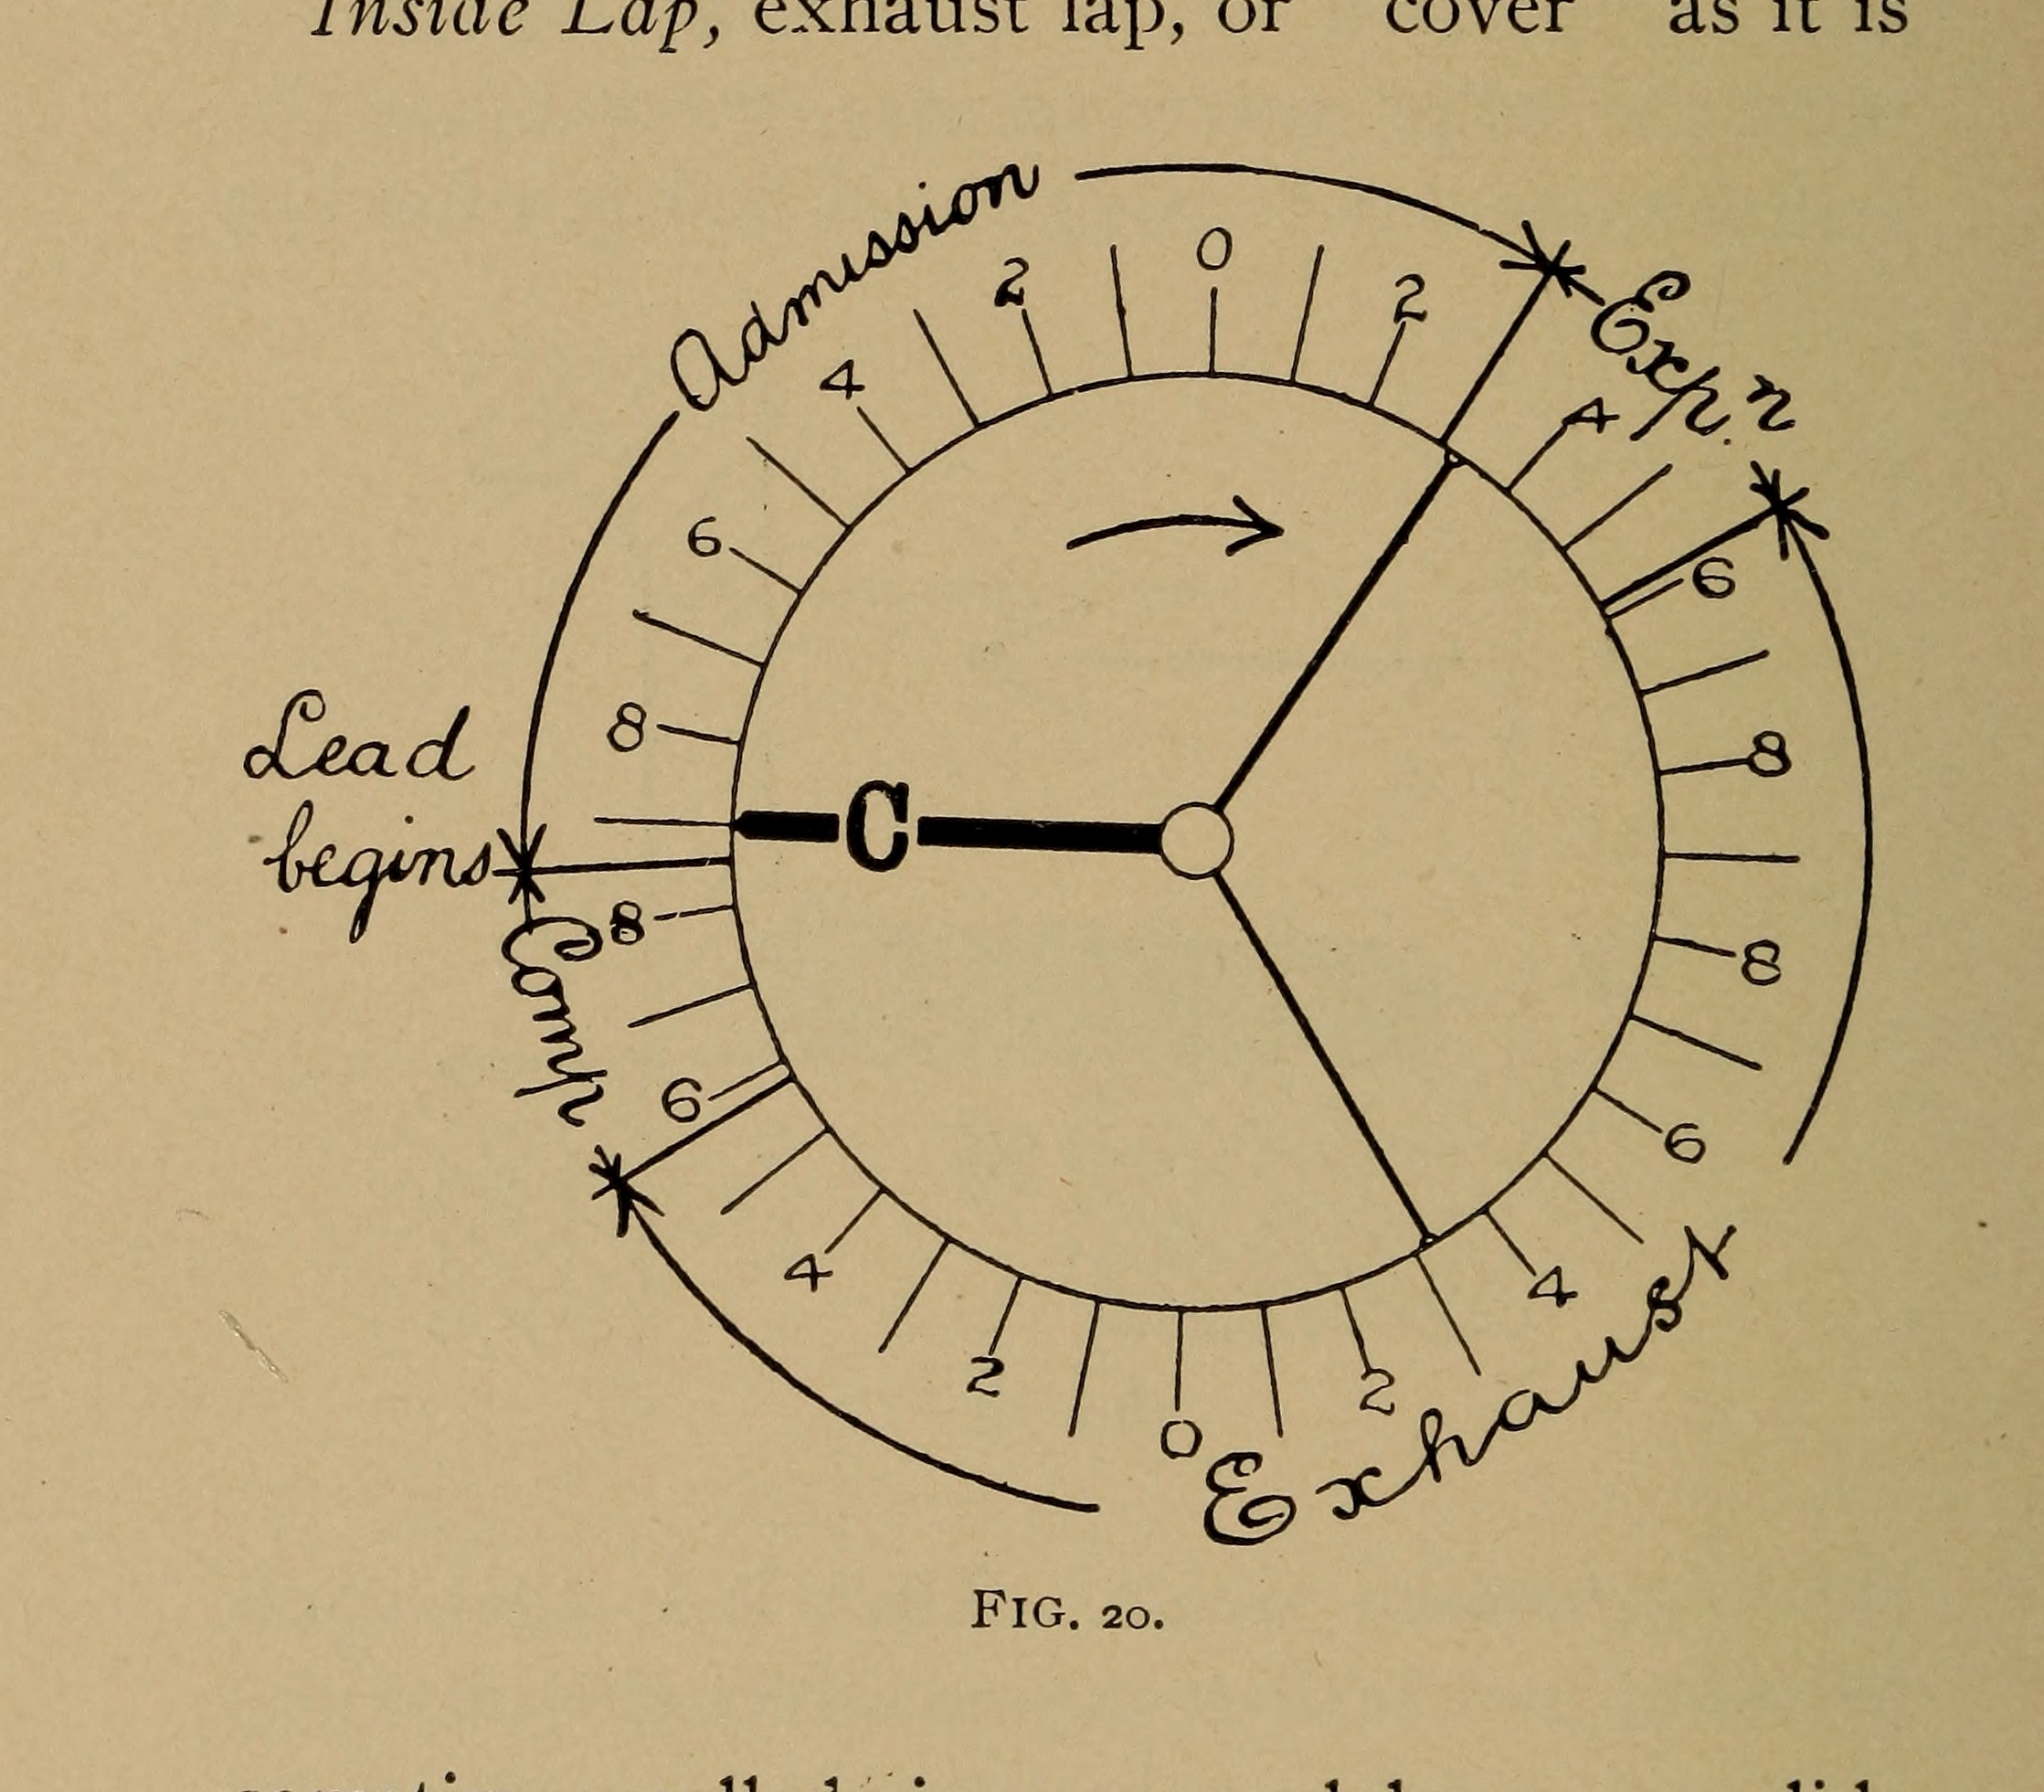 Inside Lap, exhaust lap, or cover as it is
Admission
0
2
2
4
Exp.n
4
6
6
8
8
Lead
begins
C
8
8
Comp
6
6
4
4
2
2
0
Exhaust
FIG. 20.